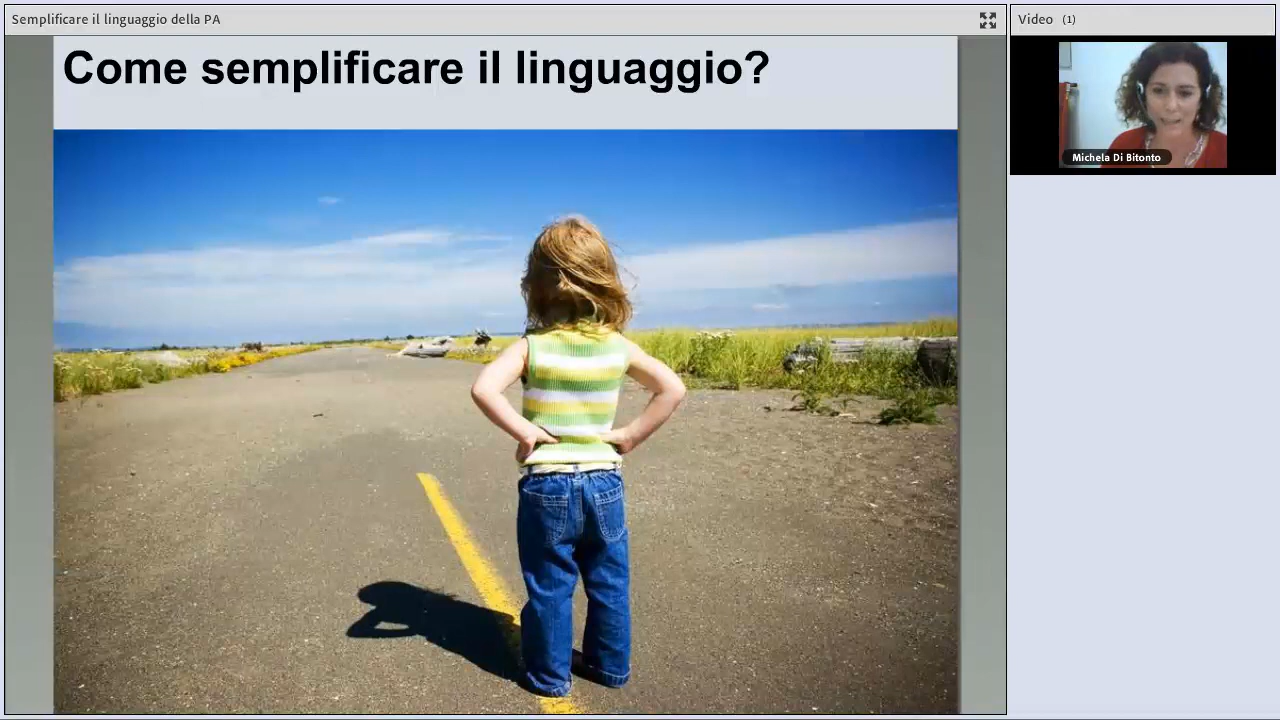 Semplificare il linguaggio della PA
Video (1)
Come semplificare il linguaggio?
Michela Di Bitonto